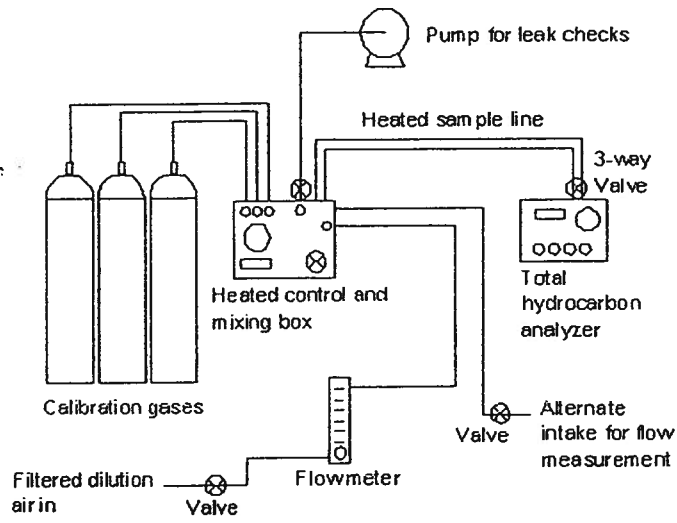 Pump for leak checks
Heated sample line
3-way
Valve
Heated control and
mixing box
Total
hydrocarbon
analyzer
Calibration gases
Alternate
intake for flow
measurement
Valve
Flowmeter
Filtered dilution
air in
Valve